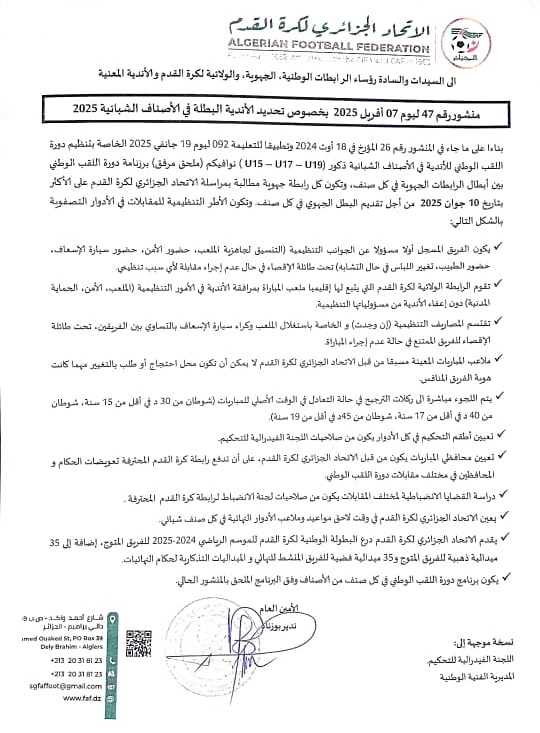 الاتحاد الجزائري لكرة القدم
ALGERIAN FOOTBALL FEDERATION
الى السيدات والسادة رؤساء الرابطات الوطنية، الجهوية، والولائية لكرة القدم والأندية المعنية
منشور رقم 47 ليوم 07 أفريل 2025 بخصوص تحديد الأندية البطلة في الأصناف الشبانية 2025
بناءا على ما جاء في المنشور رقم 26 المؤرخ في 18 أوت 2024 وتطبيقا للتعليمة 092 ليوم 19 جانفي 2025 الخاصة بتنظيم دورة
اللقب الوطني للأندية في الأصناف الشبانية ذكور (U15 – U17 – U19) نوافيكم (ملحق مرفق) برزنامة دورة اللقب الوطني
بين أبطال الرابطات الجهوية في كل صنف، وتكون كل رابطة جهوية مطالبة بمراسلة الاتحاد الجزائري لكرة القدم على الأكثر
بتاريخ 10 جوان 2025 من أجل تقديم البطل الجهوي في كل صنف. وتكون الأطر التنظيمية للمقابلات في الأدوار التصفوية
بالشكل التالي:
✓ يكون الفريق المسجل أولا مسؤولا عن الجوانب التنظيمية (التنسيق لجاهزية الملعب، حضور الأمن، حضور سيارة الإسعاف،
حضور الطبيب، تغيير اللباس في حال التشابه) تحت طائلة الإقصاء في حال عدم إجراء مقابلة لأي سبب تنظيمي.
✓ تقوم الرابطة الولائية لكرة القدم التي يتبع لها إقليميا ملعب المباراة بمرافقة الأندية في الأمور التنظيمية (الملعب، الأمن، الحماية
المدنية) دون إعفاء الأندية من مسؤولياتها التنظيمية.
✓ تقتسم المصاريف التنظيمية (إن وجدت) و الخاصة باستغلال الملعب وكراء سيارة الإسعاف بالتساوي بين الفريقين، تحت طائلة
الإقصاء للفريق الممتنع في حالة عدم إجراء المباراة.
✓ ملاعب المباريات المعينة مسبقا من قبل الاتحاد الجزائري لكرة القدم لا يمكن أن تكون محل احتجاج أو طلب بالتغيير مهما كانت
هوية الفريق المنافس.
✓ يتم اللجوء مباشرة الى ركلات الترجيح في حالة التعادل في الوقت الأصلي للمباريات (شوطان من 30 د في أقل من 15 سنة، شوطان
من 40 د في أقل من 17 سنة، شوطان من 45د في أقل من 19 سنة).
✓ تعيين أطقم التحكيم في كل الأدوار يكون من صلاحيات اللجنة الفيدرالية للتحكيم.
✓ تعيين محافظي المباريات يكون من قبل الاتحاد الجزائري لكرة القدم، على أن تدفع رابطة كرة القدم المحترفة تعويضات الحكام و
المحافظين في مختلف مقابلات دورة اللقب الوطني.
✓ دراسة القضايا الانضباطية لمختلف المقابلات يكون من صلاحيات لجنة الانضباط لرابطة كرة القدم المحترفة .
✓ يعين الاتحاد الجزائري لكرة القدم في وقت لاحق مواعيد وملاعب الأدوار النهائية في كل صنف شباني.
✓ يقدم الاتحاد الجزائري لكرة القدم درع البطولة الوطنية لكرة القدم للموسم الرياضي 2024-2025 للفريق المتوج، إضافة إلى 35
ميدالية ذهبية للفريق المتوج و35 ميدالية فضية للفريق المنشط للنهائي و الميداليات التذكارية لحكام النهائيات.
✓ يكون برنامج دورة اللقب الوطني في كل صنف من الأصناف وفق البرنامج الملحق بالمنشور الحالي.
الأمين العام
نذير بوزناد
نسخة موجهة إلى:
اللجنة الفيدرالية للتحكيم.
المديرية الفنية الوطنية
شارع أحمد واكد - ص.ب 39
دالي براهيم - الجزائر
med Ouaked St, PO Box 39
Dely Brahim - Algiers
+213 20 31 81 23
+213 20 31 81 23
sgfaffoot@gmail.com
www.faf.dz